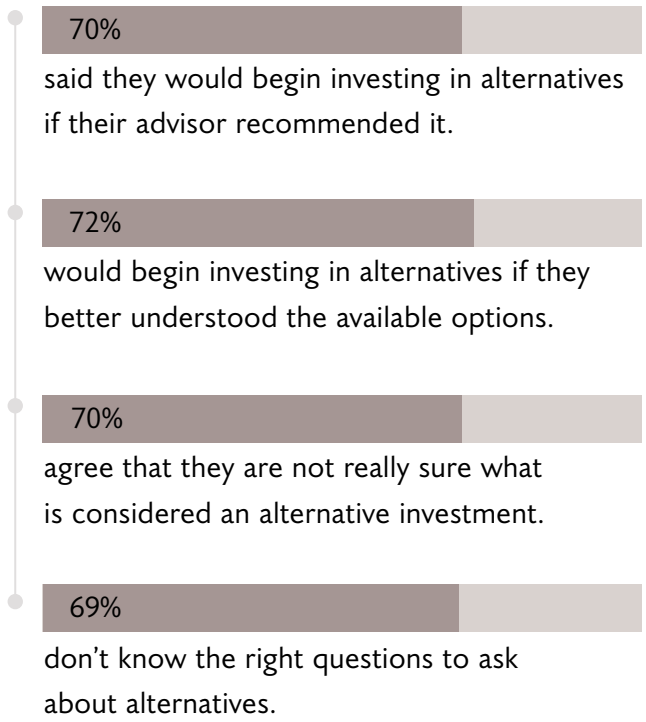 70%
said they would begin investing in alternatives
if their advisor recommended it.
72%
would begin investing in alternatives if they
better understood the available options.
70%
agree that they are not really sure what
is considered an alternative investment.
69%
don’t know the right questions to ask
about alternatives.